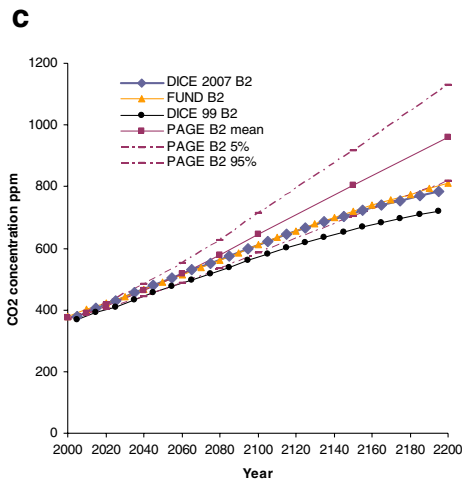 c
1200
1000
800
600
400
200
0
CO2 concentration ppm
DICE 2007 B2
FUND B2
DICE 99 B2
PAGE B2 mean
PAGE B2 5%
PAGE B2 95%
2000 2020 2040 2060 2080 2100 2120 2140 2160 2180 2200
Year